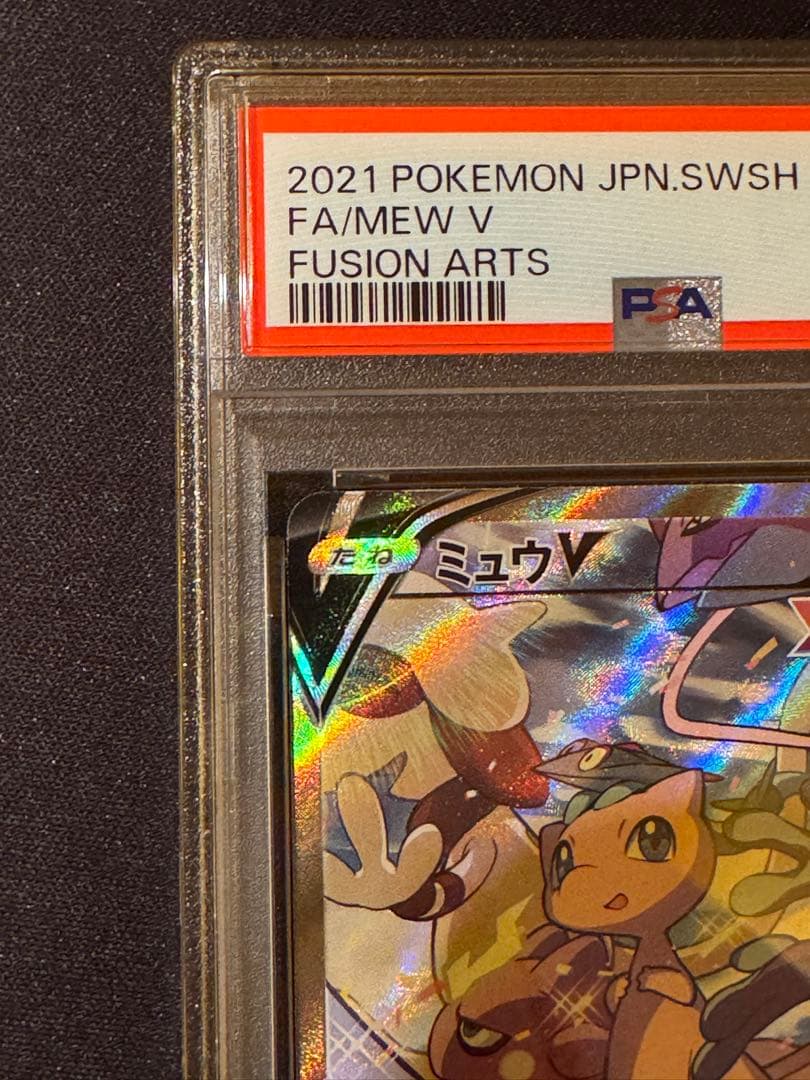 2021 POKEMON JPN.SWSH
FA/MEW V
FUSION ARTS
PSA
たね ミュウV